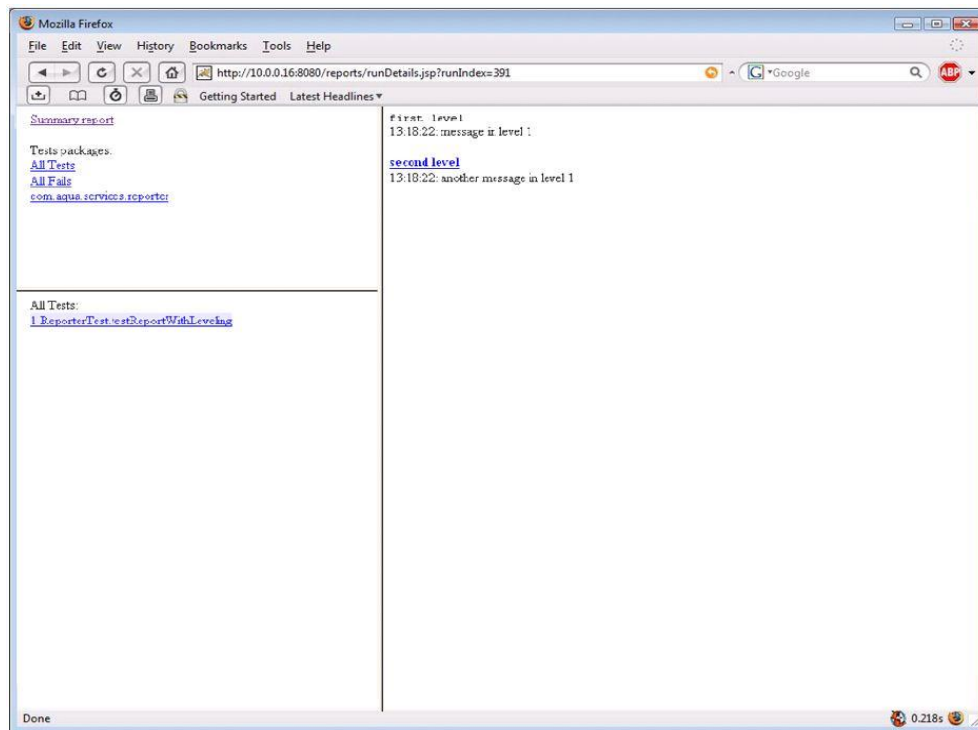 Mozilla Firefox
File Edit View History Bookmarks Tools Help
http://10.0.0.16:8080/reports/runDetails.jsp?runIndex=391
G Google
ABP
Getting Started Latest Headlines
Summary report
Tests packages:
All Tests
All Fails
com.aqua.services.reporter
All Tests:
1 ReporterTest.testReportWithLeveling
first level
13:18:22: message in level 1
second level
13:18:22: another message in level 1
Done 0.218s